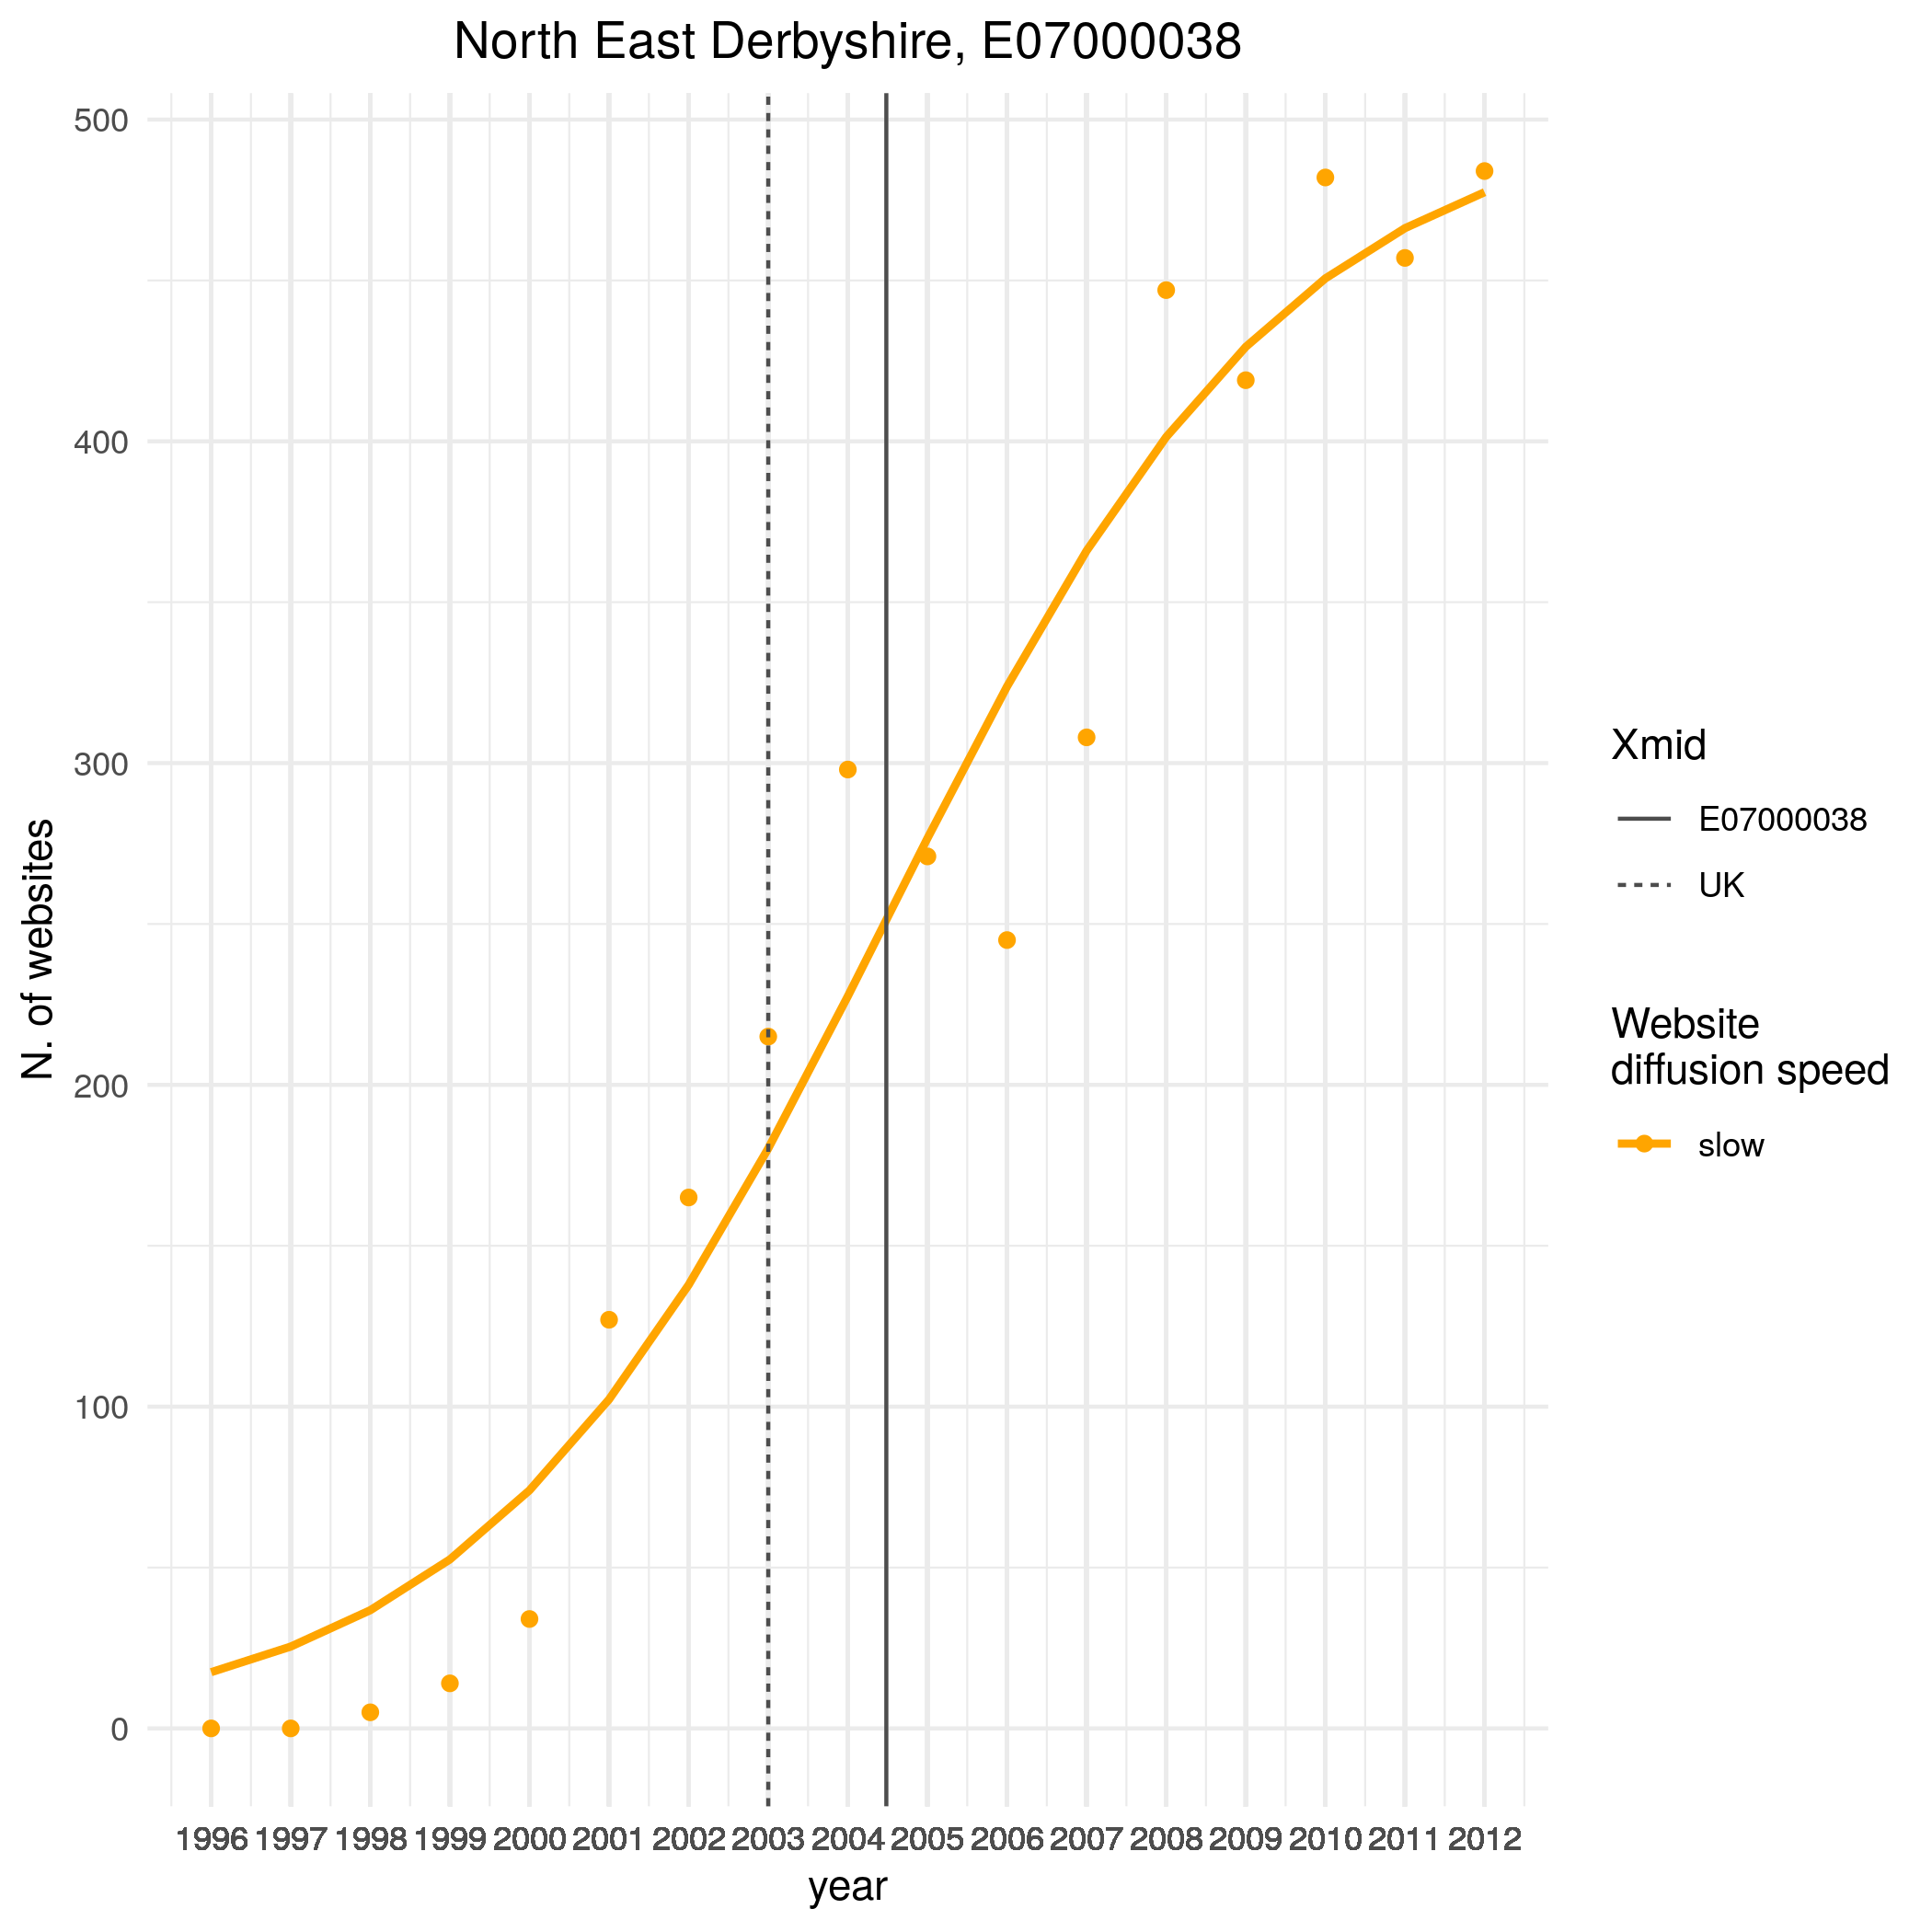 North East Derbyshire, E07000038
500
400
300
200
100
0
N. of websites
1996 1997 1998 1999 2000 2001 2002 2003 2004 2005 2006 2007 2008 2009 2010 2011 2012
year
Xmid
E07000038
UK
Website
diffusion speed
slow